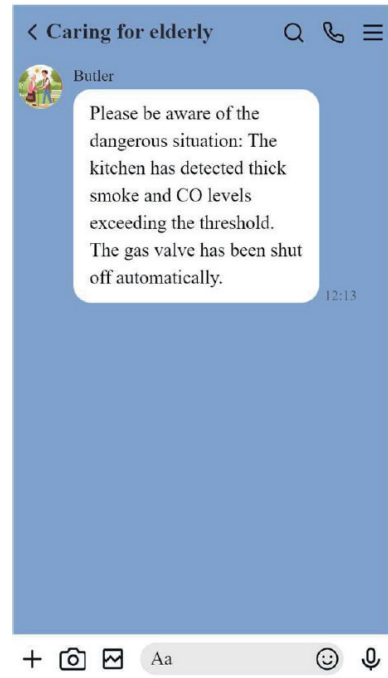 Caring for elderly
Butler
Please be aware of the
dangerous situation: The
kitchen has detected thick
smoke and CO levels
exceeding the threshold.
The gas valve has been shut
off automatically.
12:13
Aa